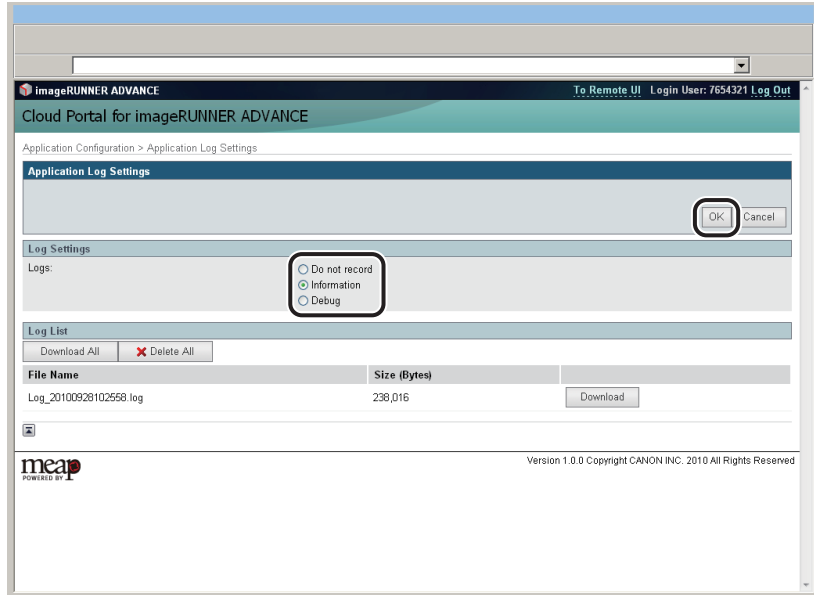 imageRUNNER ADVANCE To Remote UI Login User: 7654321 Log Out
Cloud Portal for imageRUNNER ADVANCE
Application Configuration > Application Log Settings
Application Log Settings
OK Cancel
Log Settings
Logs: Do not record
Information
Debug
Log List
Download All Delete All
File Name Size (Bytes)
Log_20100928102558.log 238,016 Download
meap
POWERED BY
Version 1.0.0 Copyright CANON INC. 2010 All Rights Reserved